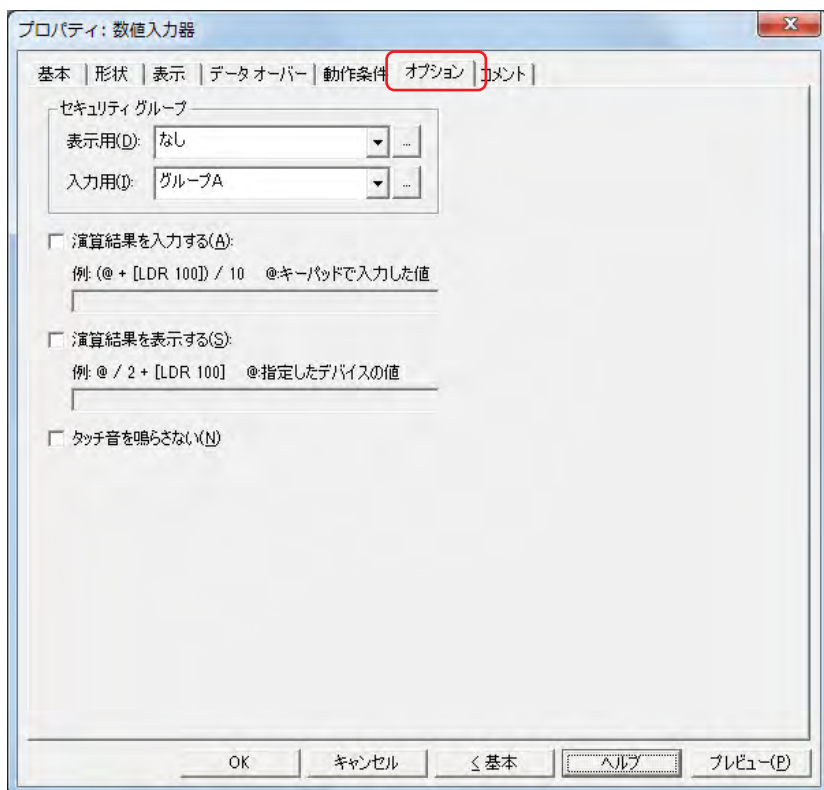 プロパティ: 数値入力器
基本 形状 表示 データ オーバー 動作条件 オプション コメント
セキュリティ グループ
表示用(D): なし ...
入力用(I): グループA ...
演算結果を入力する(A):
例: (@ + [LDR 100]) / 10 @:キーパッドで入力した値
演算結果を表示する(S):
例: @ / 2 + [LDR 100] @:指定したデバイスの値
タッチ音を鳴らさない(N)
OK キャンセル < 基本 ヘルプ プレビュー(P)